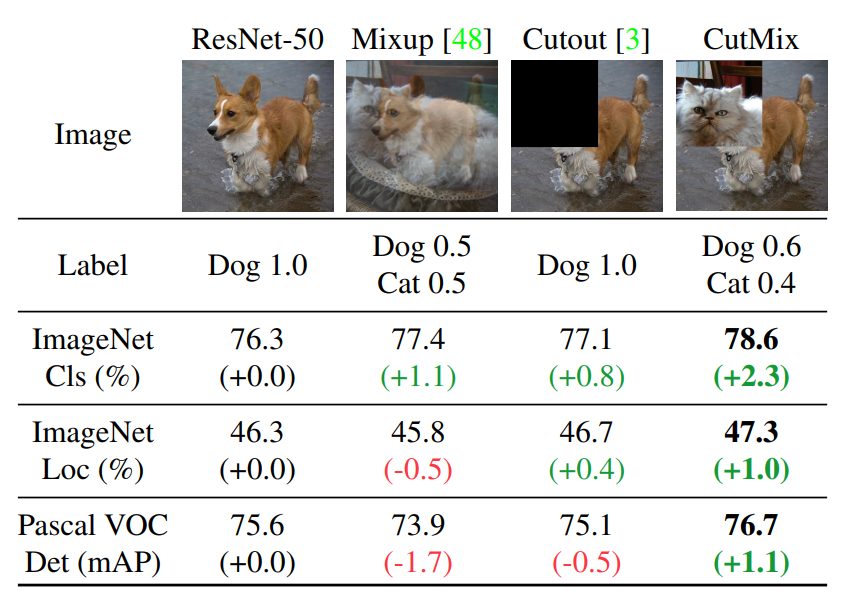 ResNet-50 Mixup [48] Cutout [3] CutMix
Image
Label Dog 1.0 Dog 0.5 Cat 0.5 Dog 1.0 Dog 0.6 Cat 0.4
ImageNet 76.3 77.4 77.1 78.6
Cls (%) (+0.0) (+1.1) (+0.8) (+2.3)
ImageNet 46.3 45.8 46.7 47.3
Loc (%) (+0.0) (-0.5) (+0.4) (+1.0)
Pascal VOC 75.6 73.9 75.1 76.7
Det (mAP) (+0.0) (-1.7) (-0.5) (+1.1)